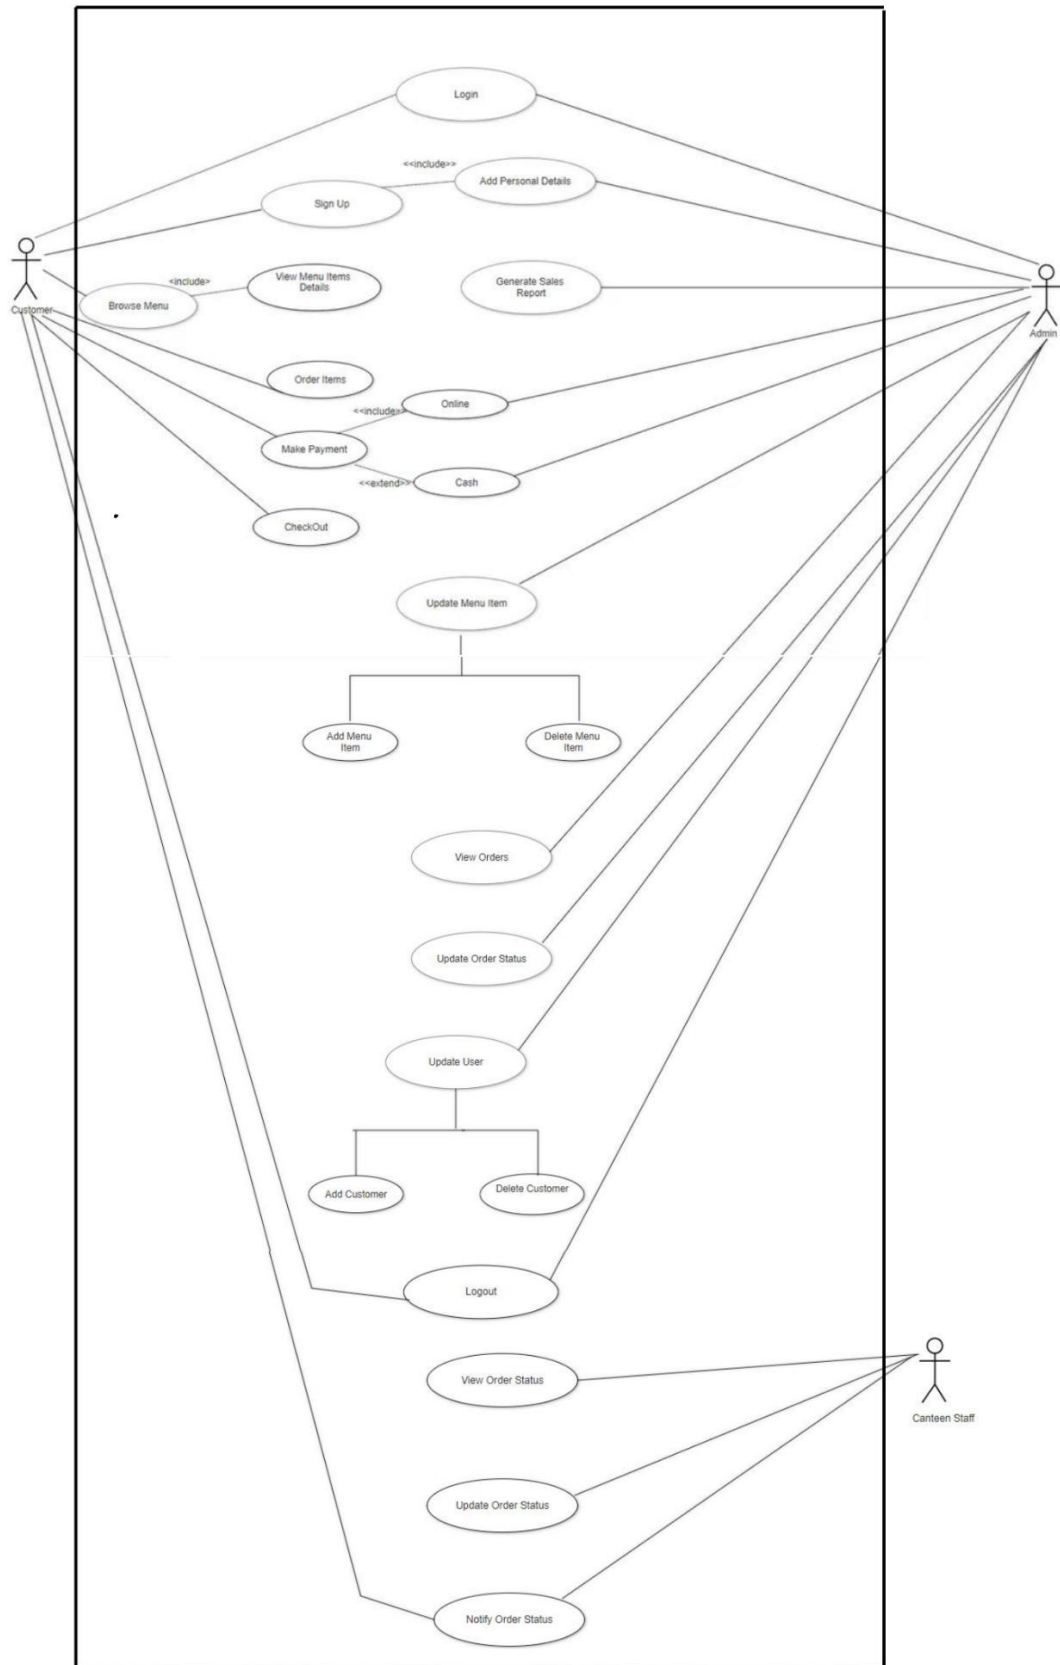 Login
<<include>>
Add Personal Details
Sign Up
Customer
Admin
<include>
View Menu Items
Details
Browse Menu
Generate Sales
Report
Order Items
<<include>>
Online
Make Payment
<<extend>>
Cash
CheckOut
Update Menu Item
Add Menu
Item
Delete Menu
Item
View Orders
Update Order Status
Update User
Add Customer
Delete Customer
Logout
View Order Status
Canteen Staff
Update Order Status
Notify Order Status